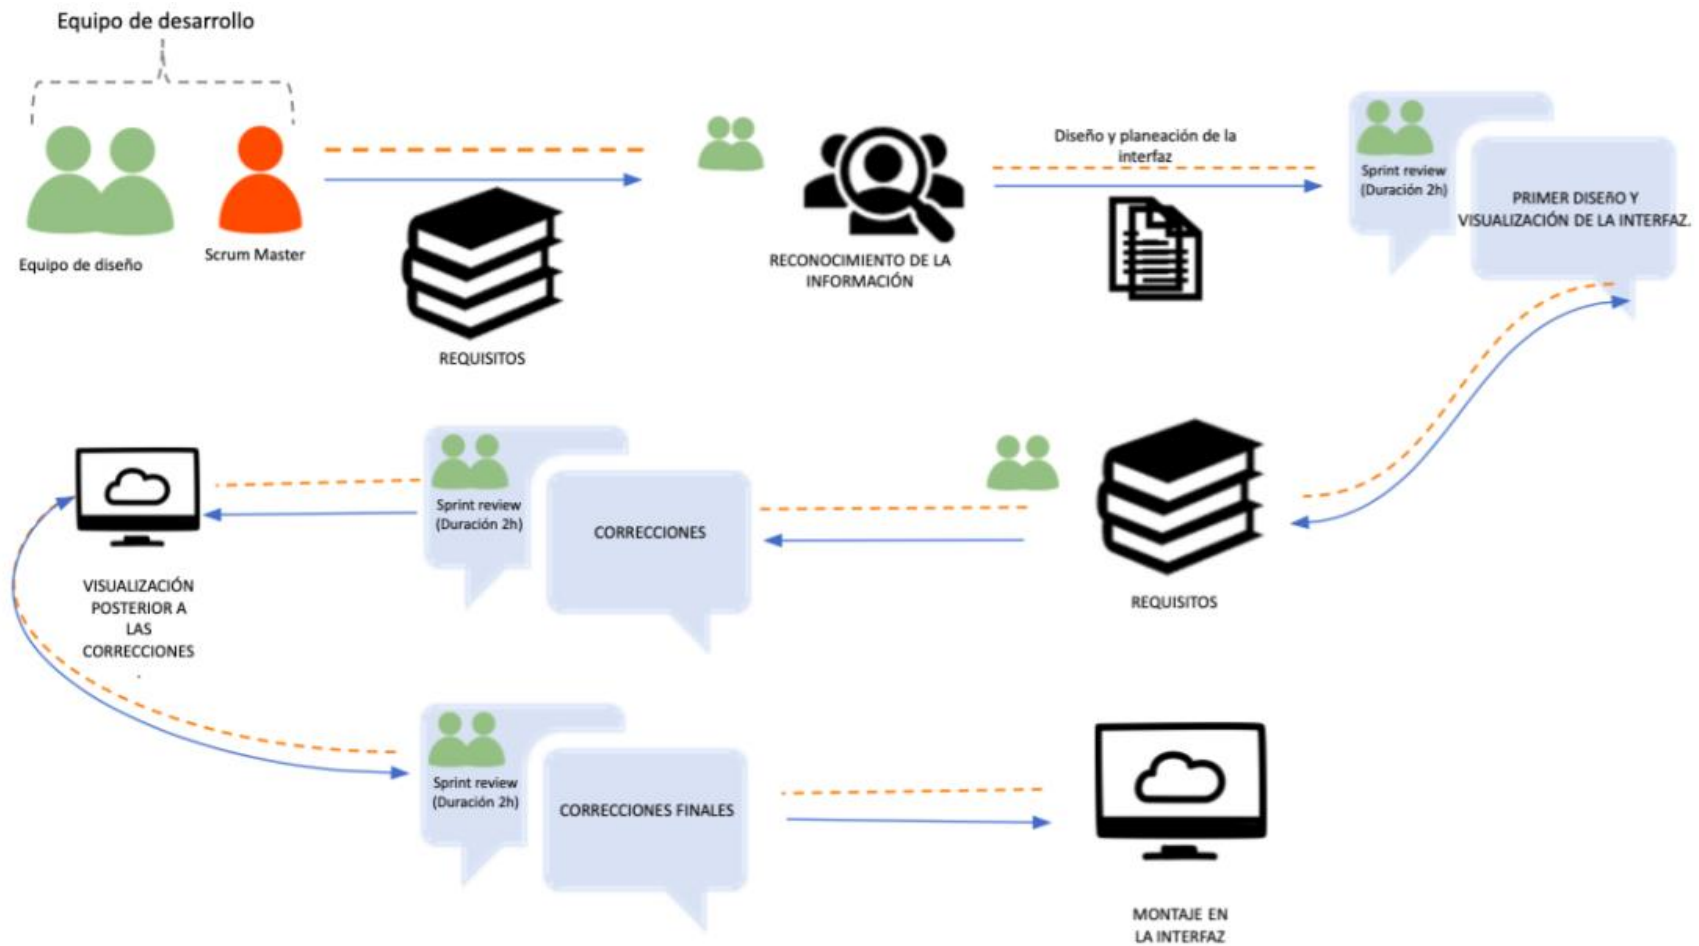 Equipo de desarrollo
Equipo de diseño
Scrum Master
REQUISITOS
RECONOCIMIENTO DE LA
INFORMACIÓN
Diseño y planeación de la
interfaz
Sprint review
(Duración 2h)
PRIMER DISEñO Y
VISUALIZACIÓN DE LA INTERFAZ.
REQUISITOS
Sprint review
(Duración 2h)
CORRECCIONES
VISUALIZACIÓN
POSTERIOR A
LAS
CORRECCIONES
.
Sprint review
(Duración 2h)
CORRECCIONES FINALES
MONTAJE EN
LA INTERFAZ